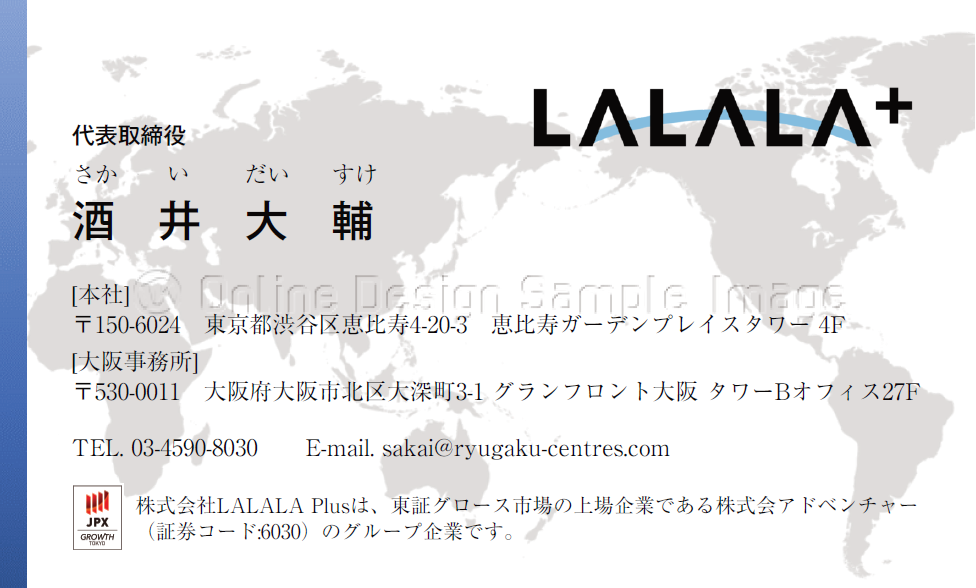 LALALA+
代表取締役
さか い だい すけ
酒 井 大 輔
© Online Design Sample Image
[本社]
〒150-6024 東京都渋谷区恵比寿4-20-3 恵比寿ガーデンプレイスタワー 4F
[大阪事務所]
〒530-0011 大阪府大阪市北区大深町3-1 グランフロント大阪 タワーBオフィス27F
TEL. 03-4590-8030 E-mail. sakai@ryugaku-centres.com
JPX
GROWTH
TOKYO
株式会社LALALA Plusは、東証グロース市場の上場企業である株式会アドベンチャー
（証券コード:6030）のグループ企業です。